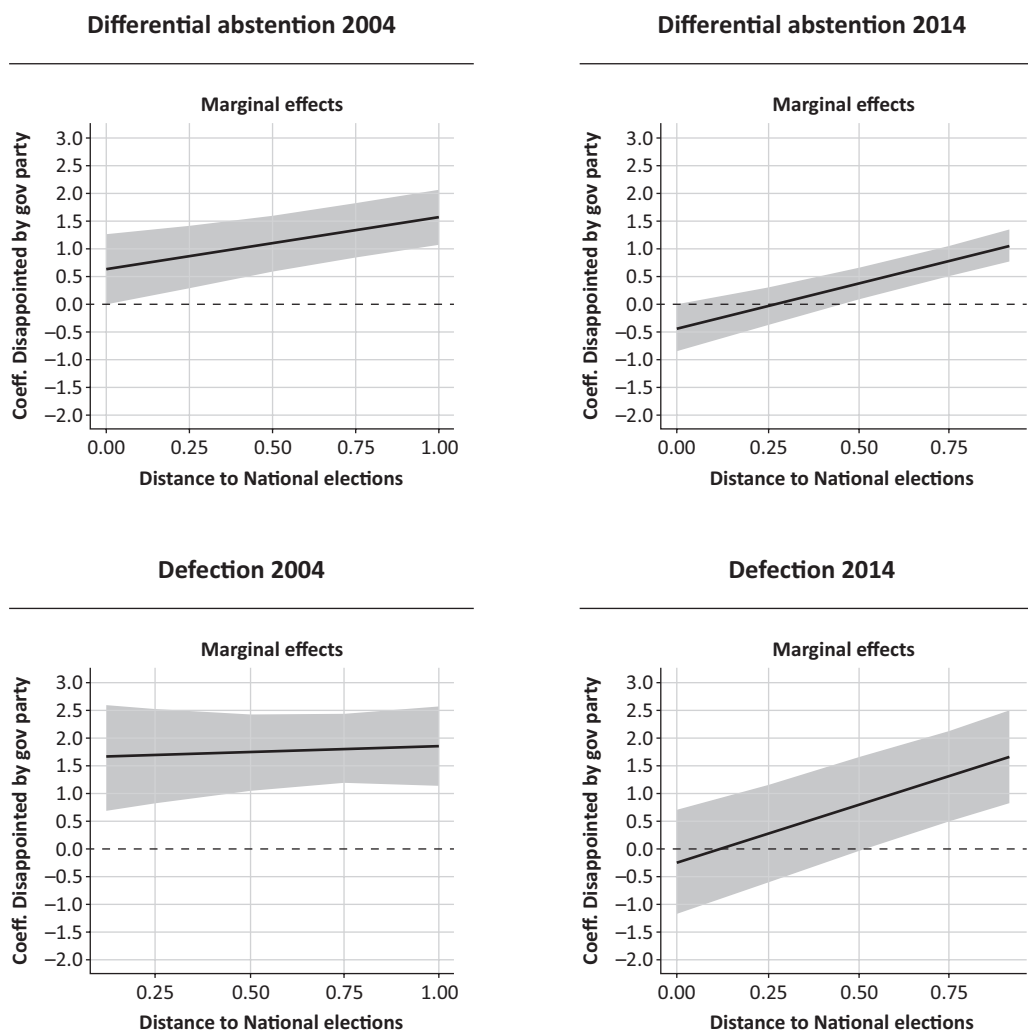 Differential abstention 2004
Marginal effects
Coeff. Disappointed by gov party
3.0
2.5
2.0
1.5
1.0
0.5
0.0
–0.5
–1.0
–1.5
–2.0
0.00 0.25 0.50 0.75 1.00
Distance to National elections
Differential abstention 2014
Marginal effects
Coeff. Disappointed by gov party
3.0
2.5
2.0
1.5
1.0
0.5
0.0
–0.5
–1.0
–1.5
–2.0
0.00 0.25 0.50 0.75
Distance to National elections
Defection 2004
Marginal effects
Coeff. Disappointed by gov party
3.0
2.5
2.0
1.5
1.0
0.5
0.0
–0.5
–1.0
–1.5
–2.0
0.25 0.50 0.75 1.00
Distance to National elections
Defection 2014
Marginal effects
Coeff. Disappointed by gov party
3.0
2.5
2.0
1.5
1.0
0.5
0.0
–0.5
–1.0
–1.5
–2.0
0.00 0.25 0.50 0.75
Distance to National elections